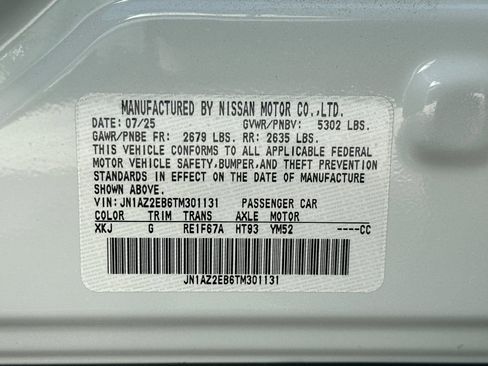 MANUFACTURED BY NISSAN MOTOR CO.,LTD.
DATE: 07/25 GVWR/PNBV: 5302 LBS.
GAWR/PNBE FR: 2679 LBS. RR: 2635 LBS.
THIS VEHICLE CONFORMS TO ALL APPLICABLE FEDERAL
MOTOR VEHICLE SAFETY,BUMPER,AND THEFT PREVENTION
STANDARDS IN EFFECT ON THE DATE OF MANUFACTURE
SHOWN ABOVE.
VIN: JN1AZ2EB6TM301131 PASSENGER CAR
COLOR TRIM TRANS AXLE MOTOR
XKJ G RE1F67A HT93 YM52 ----CC
JN1AZ2EB6TM301131